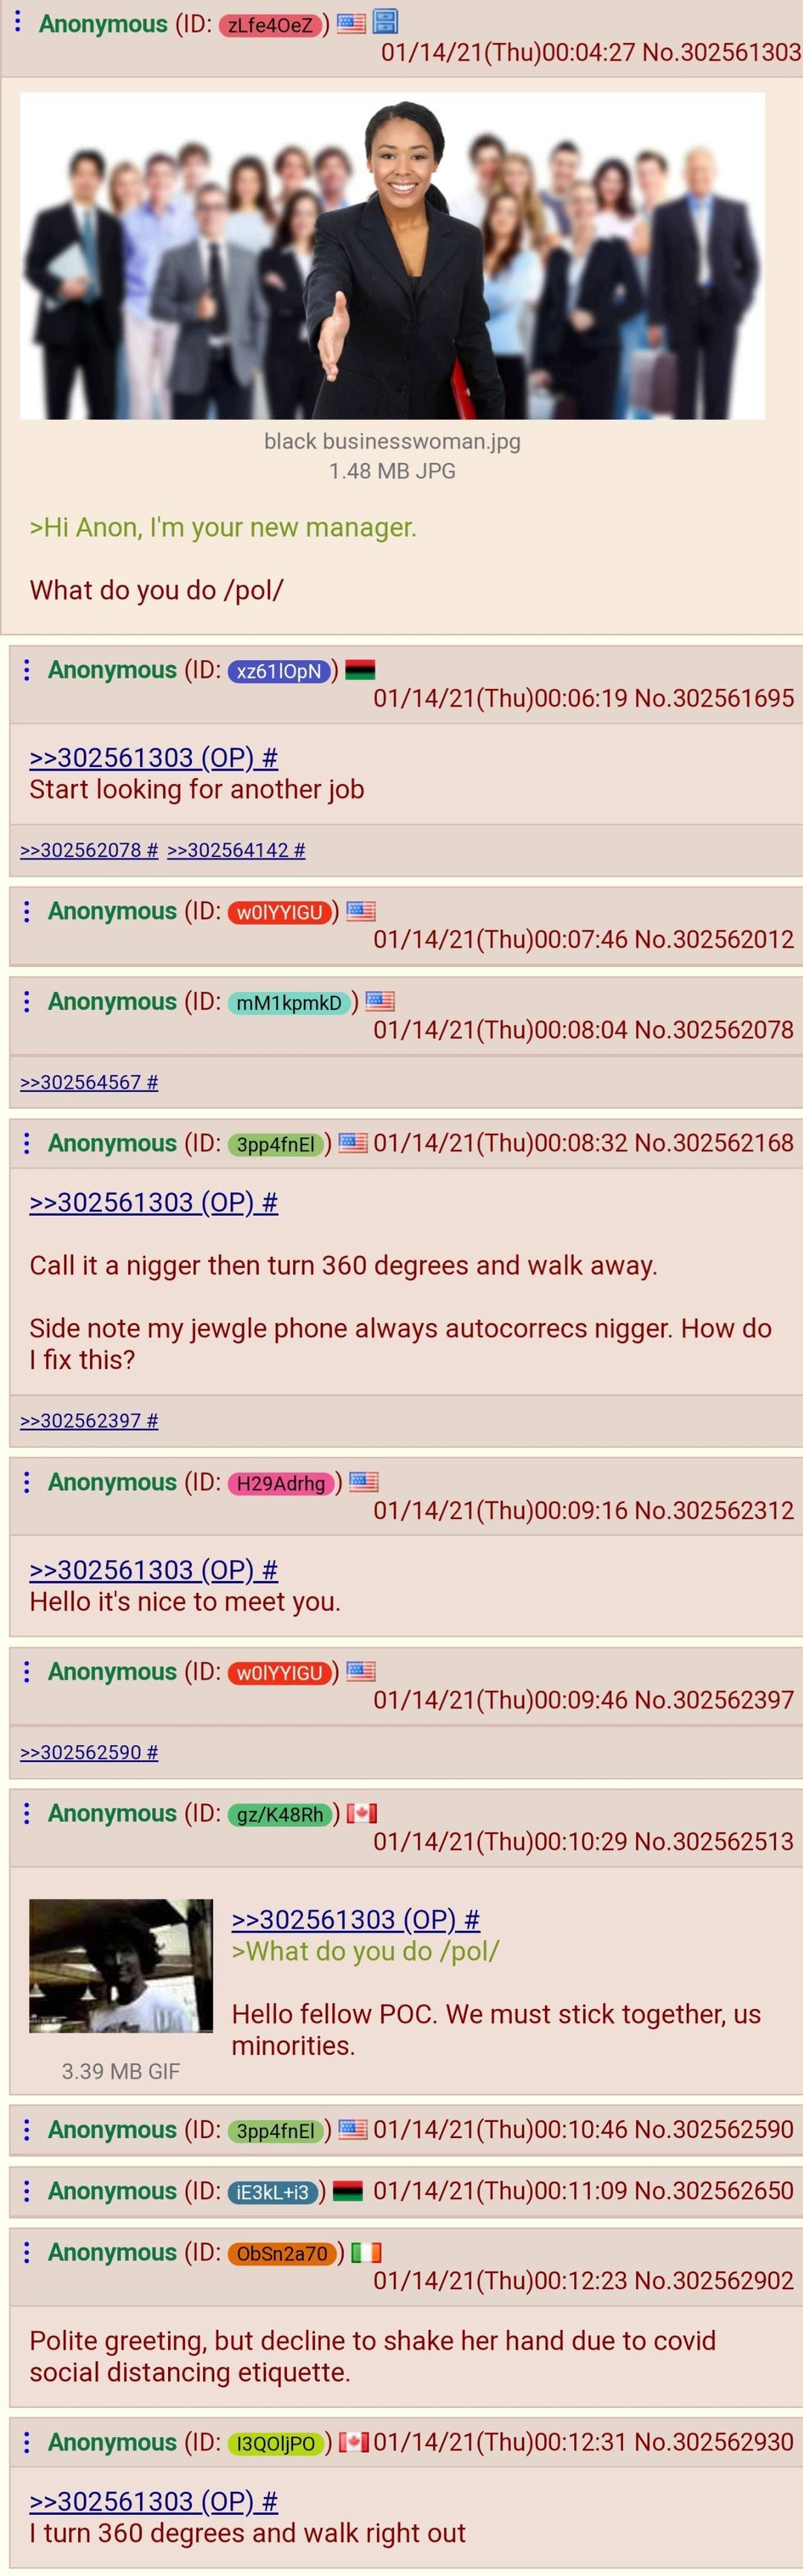 Anonymous (ID: zLfe4OeZ)
01/14/21(Thu)00:04:27 No.302561303
black businesswoman.jpg
1.48 MB JPG
>Hi Anon, I'm your new manager.
What do you do /pol/
Anonymous (ID: xz61lOpN)
01/14/21(Thu)00:06:19 No.302561695
>>302561303 (OP) #
Start looking for another job
>>302562078 # >>302564142 #
Anonymous (ID: w0lYYIGU)
01/14/21(Thu)00:07:46 No.302562012
Anonymous (ID: mM1kpmkD)
01/14/21(Thu)00:08:04 No.302562078
>>302564567 #
Anonymous (ID: 3pp4fnEl) 01/14/21(Thu)00:08:32 No.302562168
>>302561303 (OP) #
Call it a nigger then turn 360 degrees and walk away.
Side note my jewgle phone always autocorrecs nigger. How do
I fix this?
>>302562397 #
Anonymous (ID: H29Adrhg)
01/14/21(Thu)00:09:16 No.302562312
>>302561303 (OP) #
Hello it's nice to meet you.
Anonymous (ID: w0lYYIGU)
01/14/21(Thu)00:09:46 No.302562397
>>302562590 #
Anonymous (ID: gz/K48Rh)
01/14/21(Thu)00:10:29 No.302562513
>>302561303 (OP) #
>What do you do /pol/
Hello fellow POC. We must stick together, us
minorities.
3.39 MB GIF
Anonymous (ID: 3pp4fnEl) 01/14/21(Thu)00:10:46 No.302562590
Anonymous (ID: iE3kL+i3) 01/14/21(Thu)00:11:09 No.302562650
Anonymous (ID: ObSn2a70)
01/14/21(Thu)00:12:23 No.302562902
Polite greeting, but decline to shake her hand due to covid
social distancing etiquette.
Anonymous (ID: I3QOljPO) 01/14/21(Thu)00:12:31 No.302562930
>>302561303 (OP) #
I turn 360 degrees and walk right out